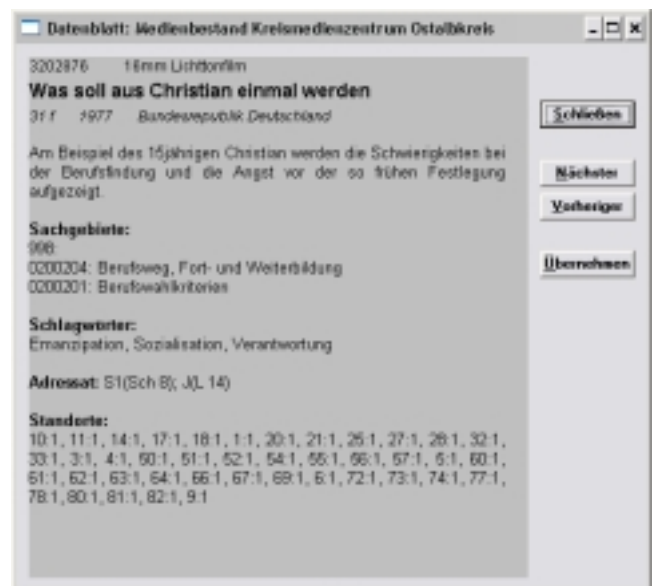 Datenblatt: Medienbestand Kreismedienzentrum Ostalbkreis
3202876 16mm Lichttonfilm
Was soll aus Christian einmal werden
31 f 1977 Bundesrepublik Deutschland
Am Beispiel des 15jährigen Christian werden die Schwierigkeiten bei
der Berufsfindung und die Angst vor der so frühen Festlegung
aufgezeigt.
Sachgebiete:
998:
0200204: Berufsweg, Fort- und Weiterbildung
0200201: Berufswahlkriterien
Schlagwörter:
Emanzipation, Sozialisation, Verantwortung
Adressat: S1(Sch 8); J(L 14)
Standorte:
10:1, 11:1, 14:1, 17:1, 18:1, 1:1, 20:1, 21:1, 25:1, 27:1, 28:1, 32:1,
33:1, 3:1, 4:1, 50:1, 51:1, 52:1, 54:1, 55:1, 56:1, 57:1, 5:1, 60:1,
61:1, 62:1, 63:1, 64:1, 66:1, 67:1, 69:1, 6:1, 72:1, 73:1, 74:1, 77:1,
78:1, 80:1, 81:1, 82:1, 9:1
Schließen
Nächster
Vorheriger
Übernehmen